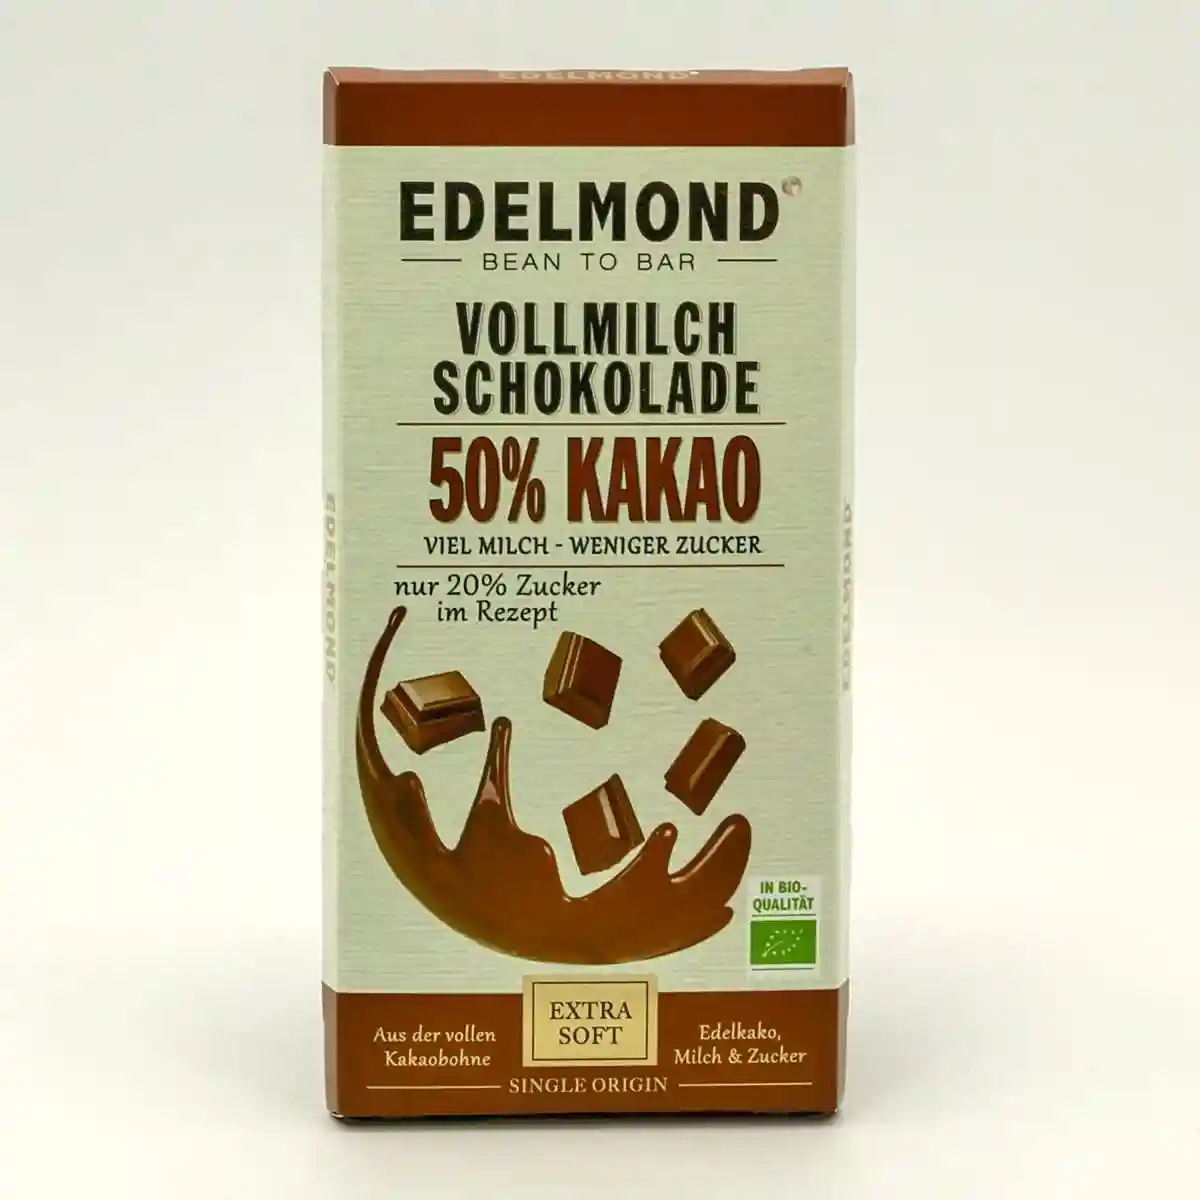 EDELMOND
EDELMOND
BEAN TO BAR
VOLLMILCH
SCHOKOLADE
50% KAKAO
VIEL MILCH - WENIGER ZUCKER
nur 20% Zucker
im Rezept
EDELMOND
EDELMOND
IN BIO-
QUALITÄT
EXTRA
SOFT
Aus der vollen
Kakaobohne
Edelkako,
Milch & Zucker
SINGLE ORIGIN